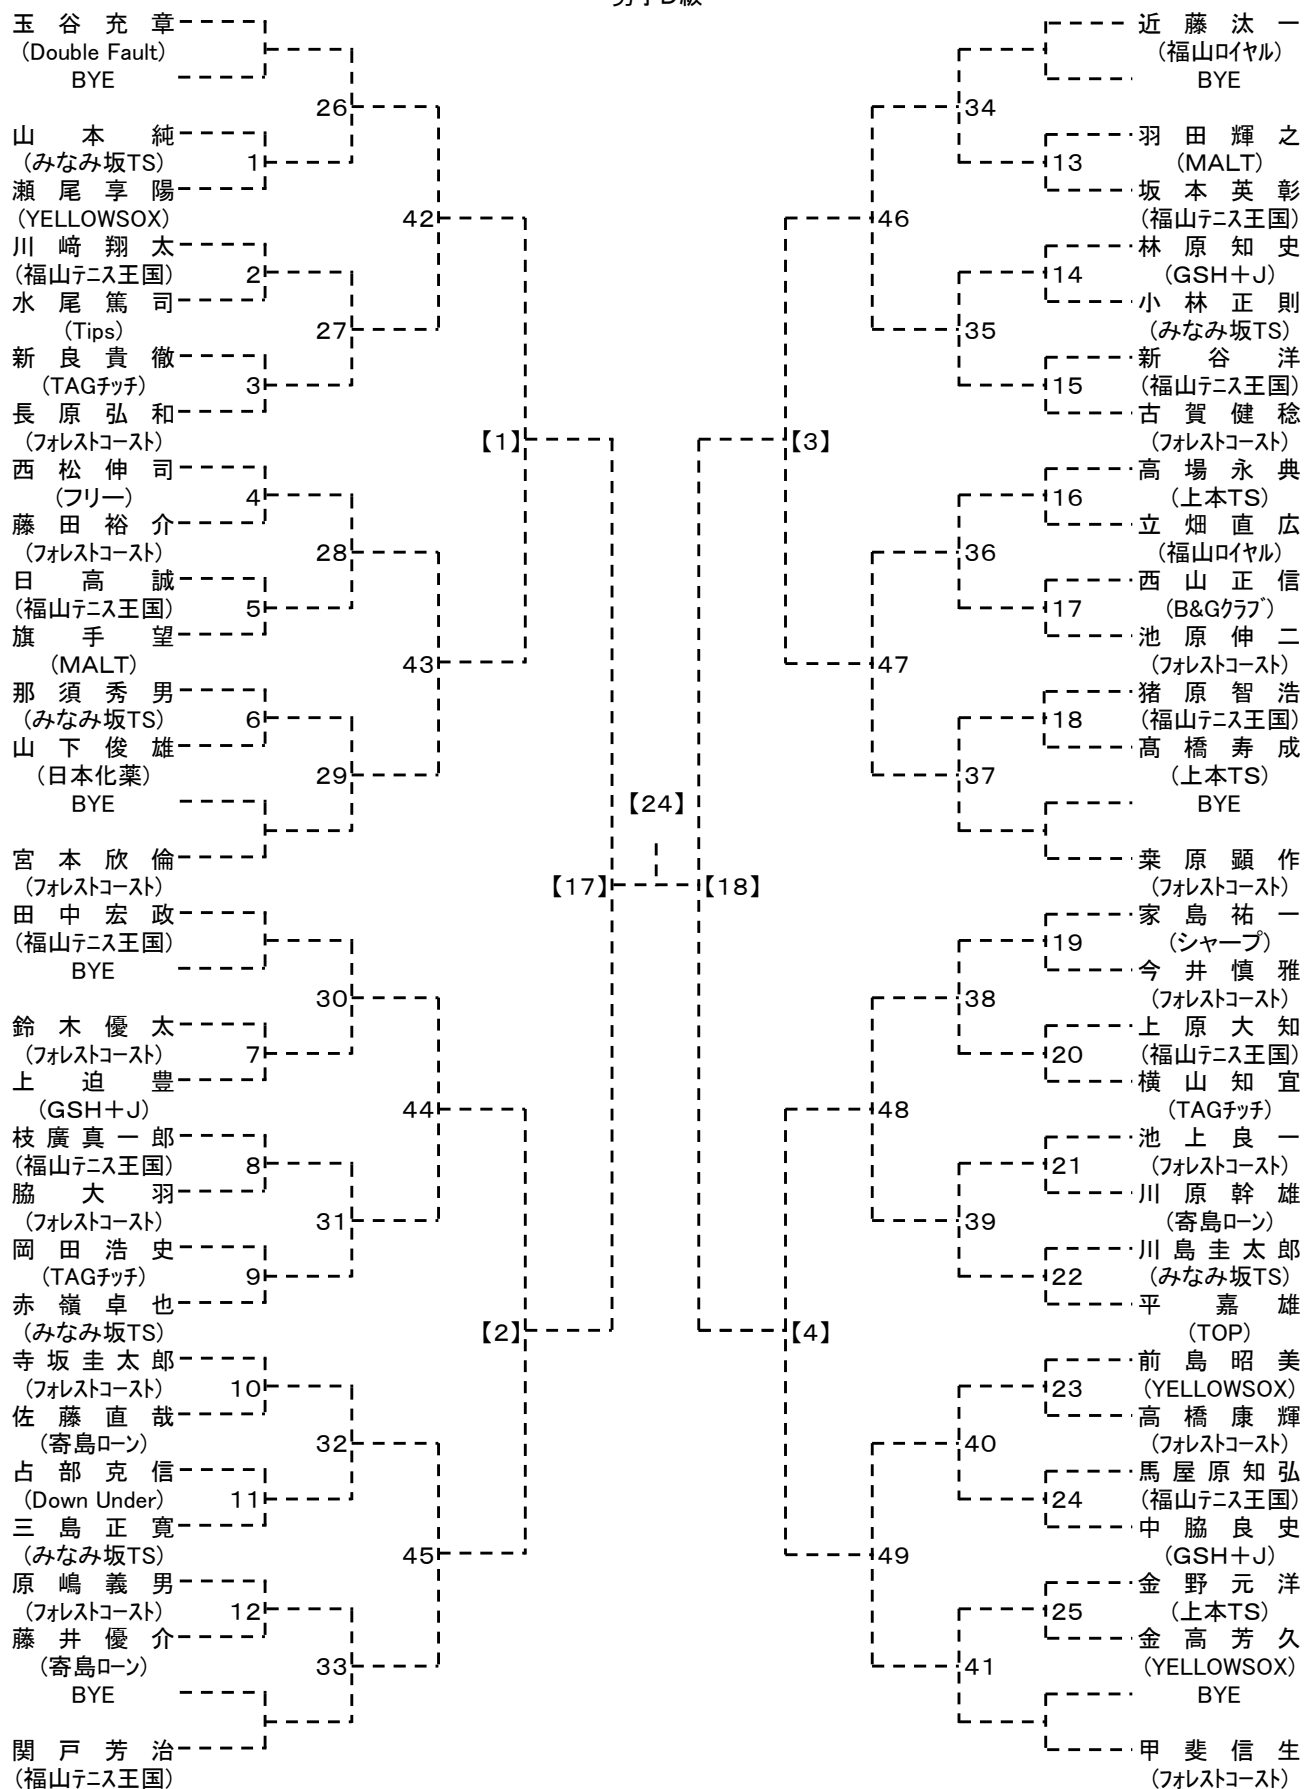 玉谷充章
(Double Fault)
BYE
26
山本純
(みなみ坂TS)
1
瀬尾享陽
(YELLOWSOX)
42
川﨑翔太
(福山テニス王国)
2
水尾篤司
(Tips)
27
新良貴徹
(TAGチッチ)
3
長原弘和
(フォレストコースト)
【1】
西松伸司
(フリー)
4
藤田裕介
(フォレストコースト)
28
日高誠
(福山テニス王国)
5
旗手望
(MALT)
43
那須秀男
(みなみ坂TS)
6
山下俊雄
(日本化薬)
29
BYE
宮本欣倫
(フォレストコースト)
【17】
田中宏政
(福山テニス王国)
BYE
30
鈴木優太
(フォレストコースト)
7
上迫豊
(GSH+J)
44
枝廣真一郎
(福山テニス王国)
8
脇大羽
(フォレストコースト)
31
岡田浩史
(TAGチッチ)
9
赤嶺卓也
(みなみ坂TS)
【2】
寺坂圭太郎
(フォレストコースト)
10
佐藤直哉
(寄島ローン)
32
占部克信
(Down Under)
11
三島正寛
(みなみ坂TS)
45
原嶋義男
(フォレストコースト)
12
藤井優介
(寄島ローン)
33
BYE
関戸芳治
(福山テニス王国)
【24】
近藤汰一
(福山ロイヤル)
BYE
34
羽田輝之
13
(MALT)
坂本英彰
(福山テニス王国)
46
林原知史
14
(GSH+J)
小林正則
(みなみ坂TS)
35
新谷洋
15
(福山テニス王国)
古賀健稔
(フォレストコースト)
【3】
高場永典
16
(上本TS)
立畑直広
(福山ロイヤル)
36
西山正信
17
(B&Gクラブ)
池原伸二
(フォレストコースト)
47
猪原智浩
18
(福山テニス王国)
髙橋寿成
(上本TS)
37
BYE
桒原顕作
(フォレストコースト)
【18】
家島祐一
19
(シャープ)
今井慎雅
(フォレストコースト)
38
上原大知
20
(福山テニス王国)
横山知宜
(TAGチッチ)
48
池上良一
21
(フォレストコースト)
川原幹雄
(寄島ローン)
39
川島圭太郎
22
(みなみ坂TS)
平嘉雄
(TOP)
【4】
前島昭美
23
(YELLOWSOX)
高橋康輝
(フォレストコースト)
40
馬屋原知弘
24
(福山テニス王国)
中脇良史
(GSH+J)
49
金野元洋
25
(上本TS)
金高芳久
(YELLOWSOX)
41
BYE
甲斐信生
(フォレストコースト)